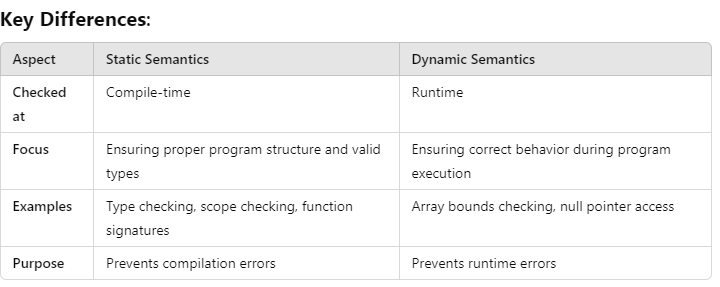 Key Differences:
Aspect Static Semantics Dynamic Semantics
Checked at Compile-time Runtime
Focus Ensuring proper program structure and valid types Ensuring correct behavior during program execution
Examples Type checking, scope checking, function signatures Array bounds checking, null pointer access
Purpose Prevents compilation errors Prevents runtime errors